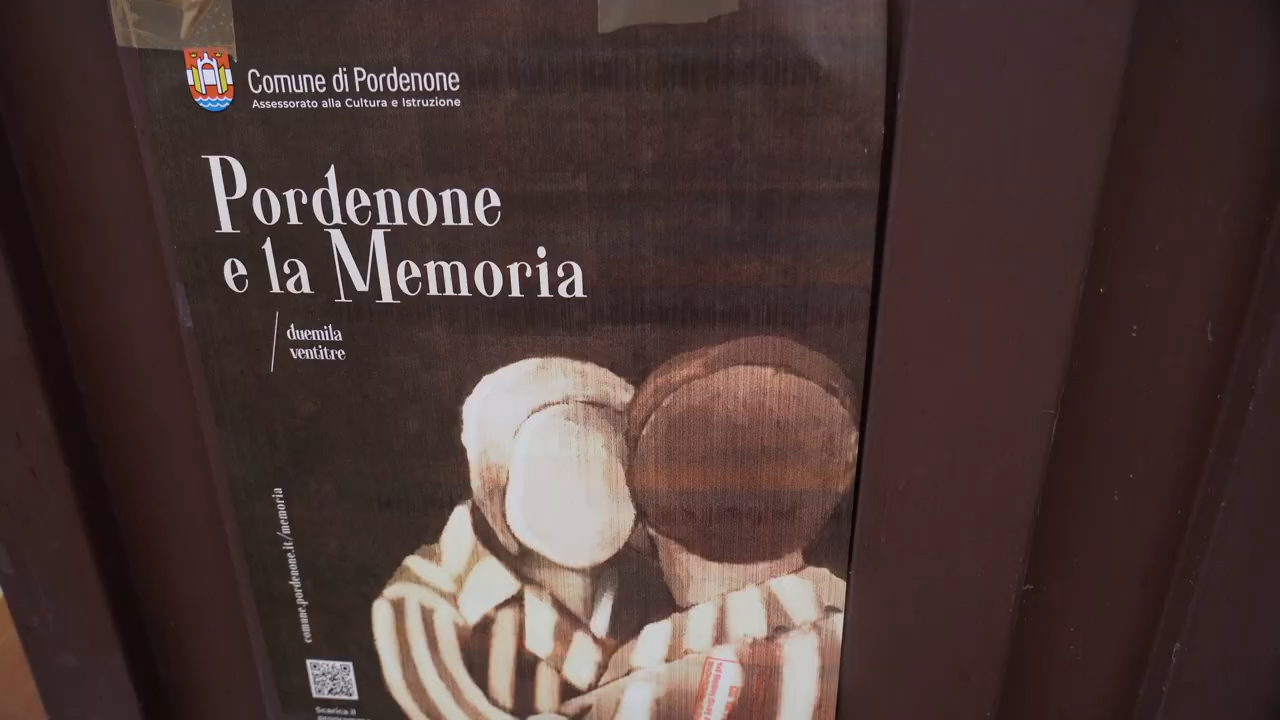 Comune di Pordenone
Assessorato alla Cultura e Istruzione
Pordenone
e la Memoria
duemila
ventitre
comune.pordenone.it/memoria
Scarica il